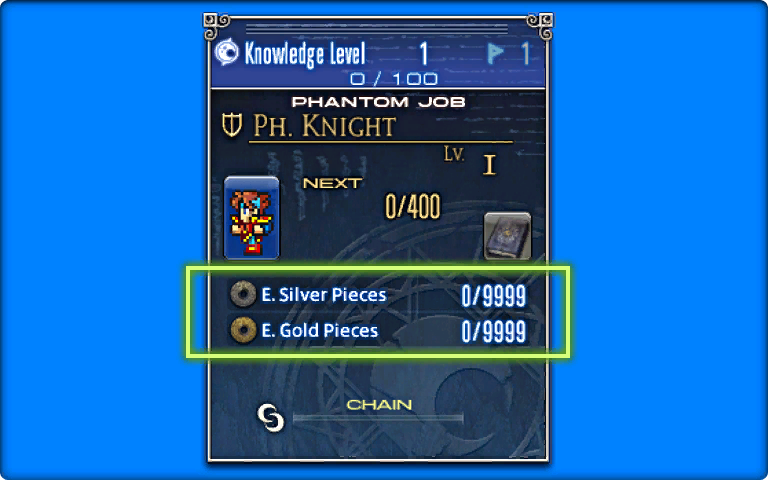 Knowledge Level 1 1
0 / 100
PHANTOM JOB
PH. KNIGHT
LV. I
NEXT
0/400
E. Silver Pieces 0/9999
E. Gold Pieces 0/9999
CHAIN